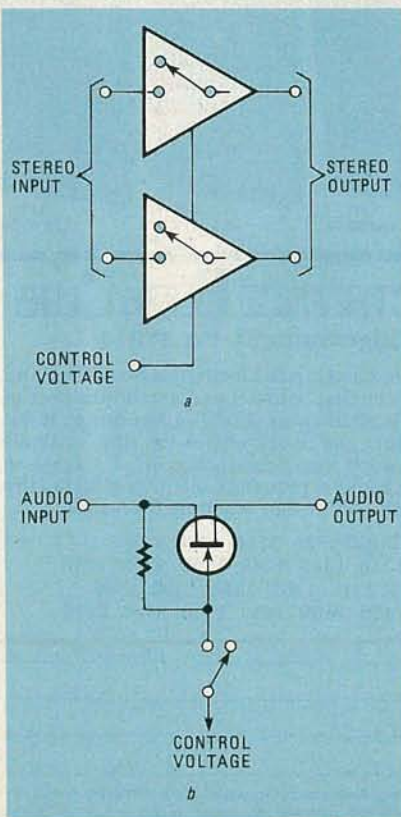 STEREO
INPUT
STEREO
OUTPUT
CONTROL
VOLTAGE
a
AUDIO
INPUT
AUDIO
OUTPUT
CONTROL
VOLTAGE
b